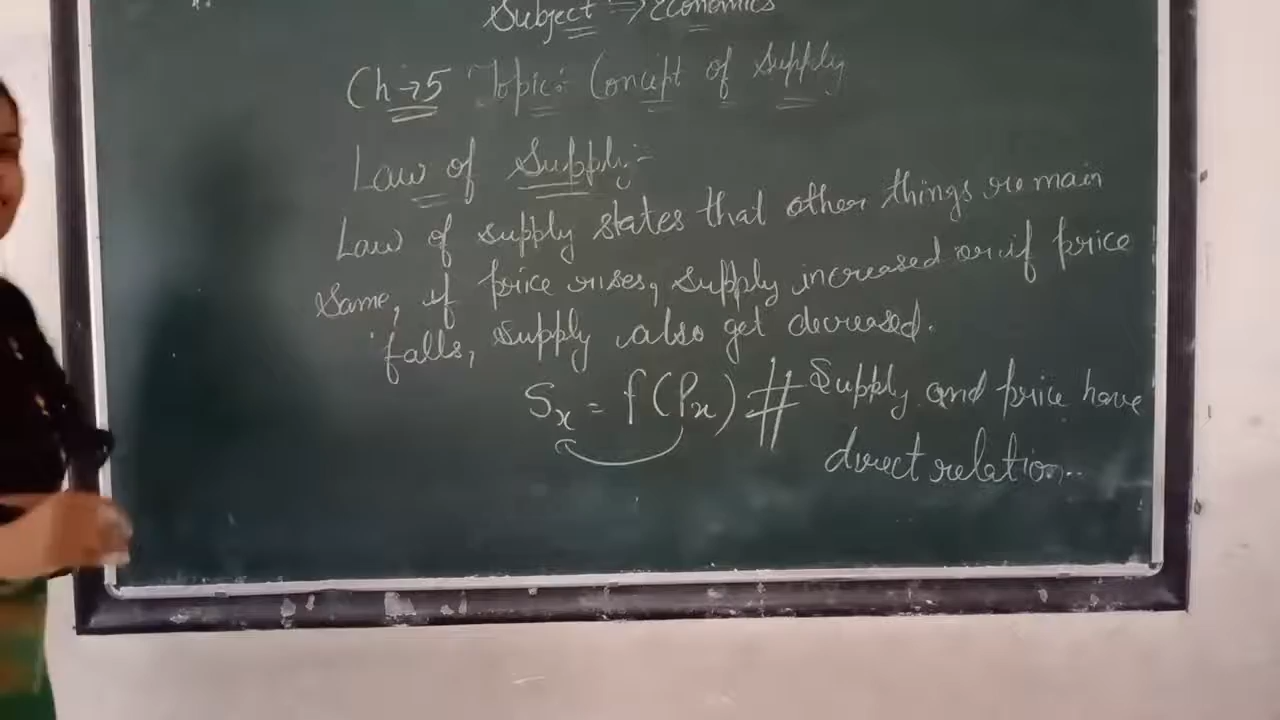 Subject → Economics
Ch→5 Topic: Concept of Supply
Law of Supply:-
Law of supply states that other things remain
Same, if price rises, supply increased or if price
falls, supply also get decreased.
Sx = f(Px) # Supply and price have
direct relation..